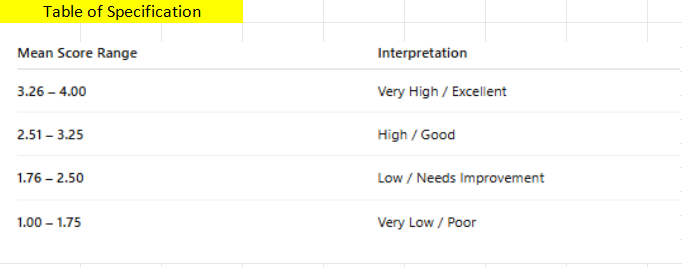 Table of Specification
Mean Score Range Interpretation
3.26 – 4.00 Very High / Excellent
2.51 – 3.25 High / Good
1.76 – 2.50 Low / Needs Improvement
1.00 – 1.75 Very Low / Poor